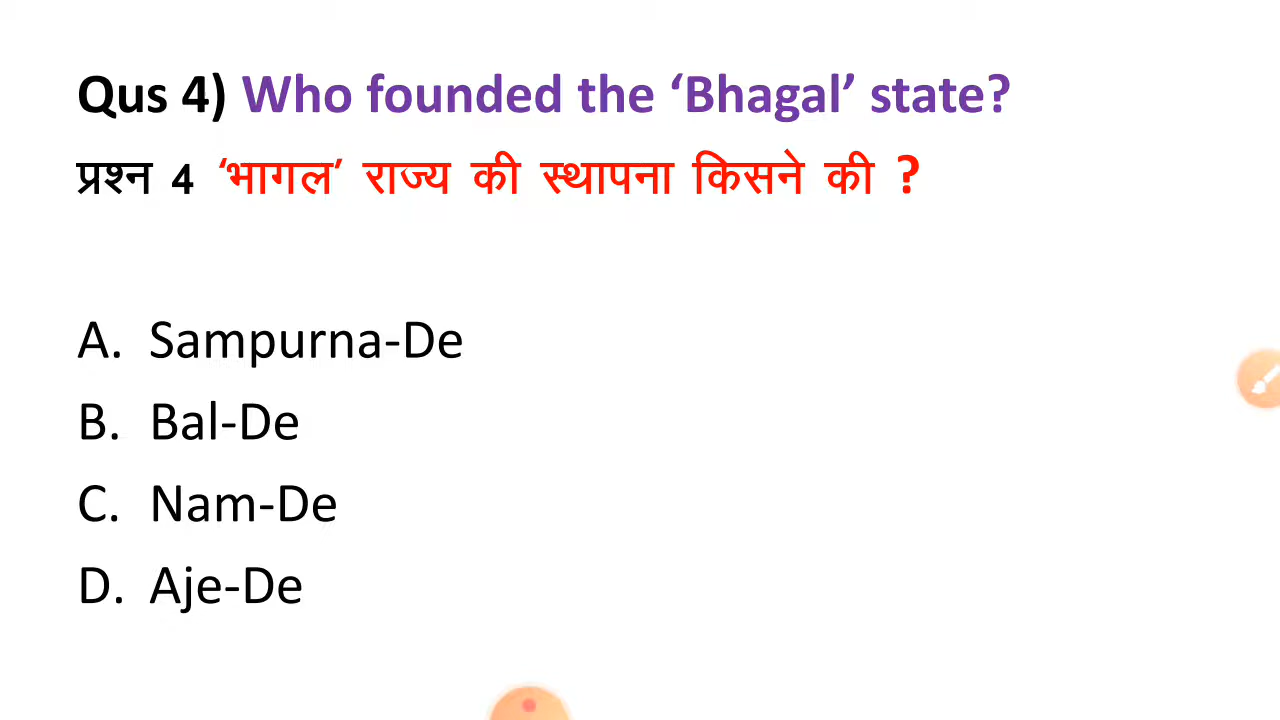 Qus 4) Who founded the ‘Bhagal’ state?
प्रश्न 4 ‘भागल’ राज्य की स्थापना किसने की ?
A. Sampurna-De
B. Bal-De
C. Nam-De
D. Aje-De